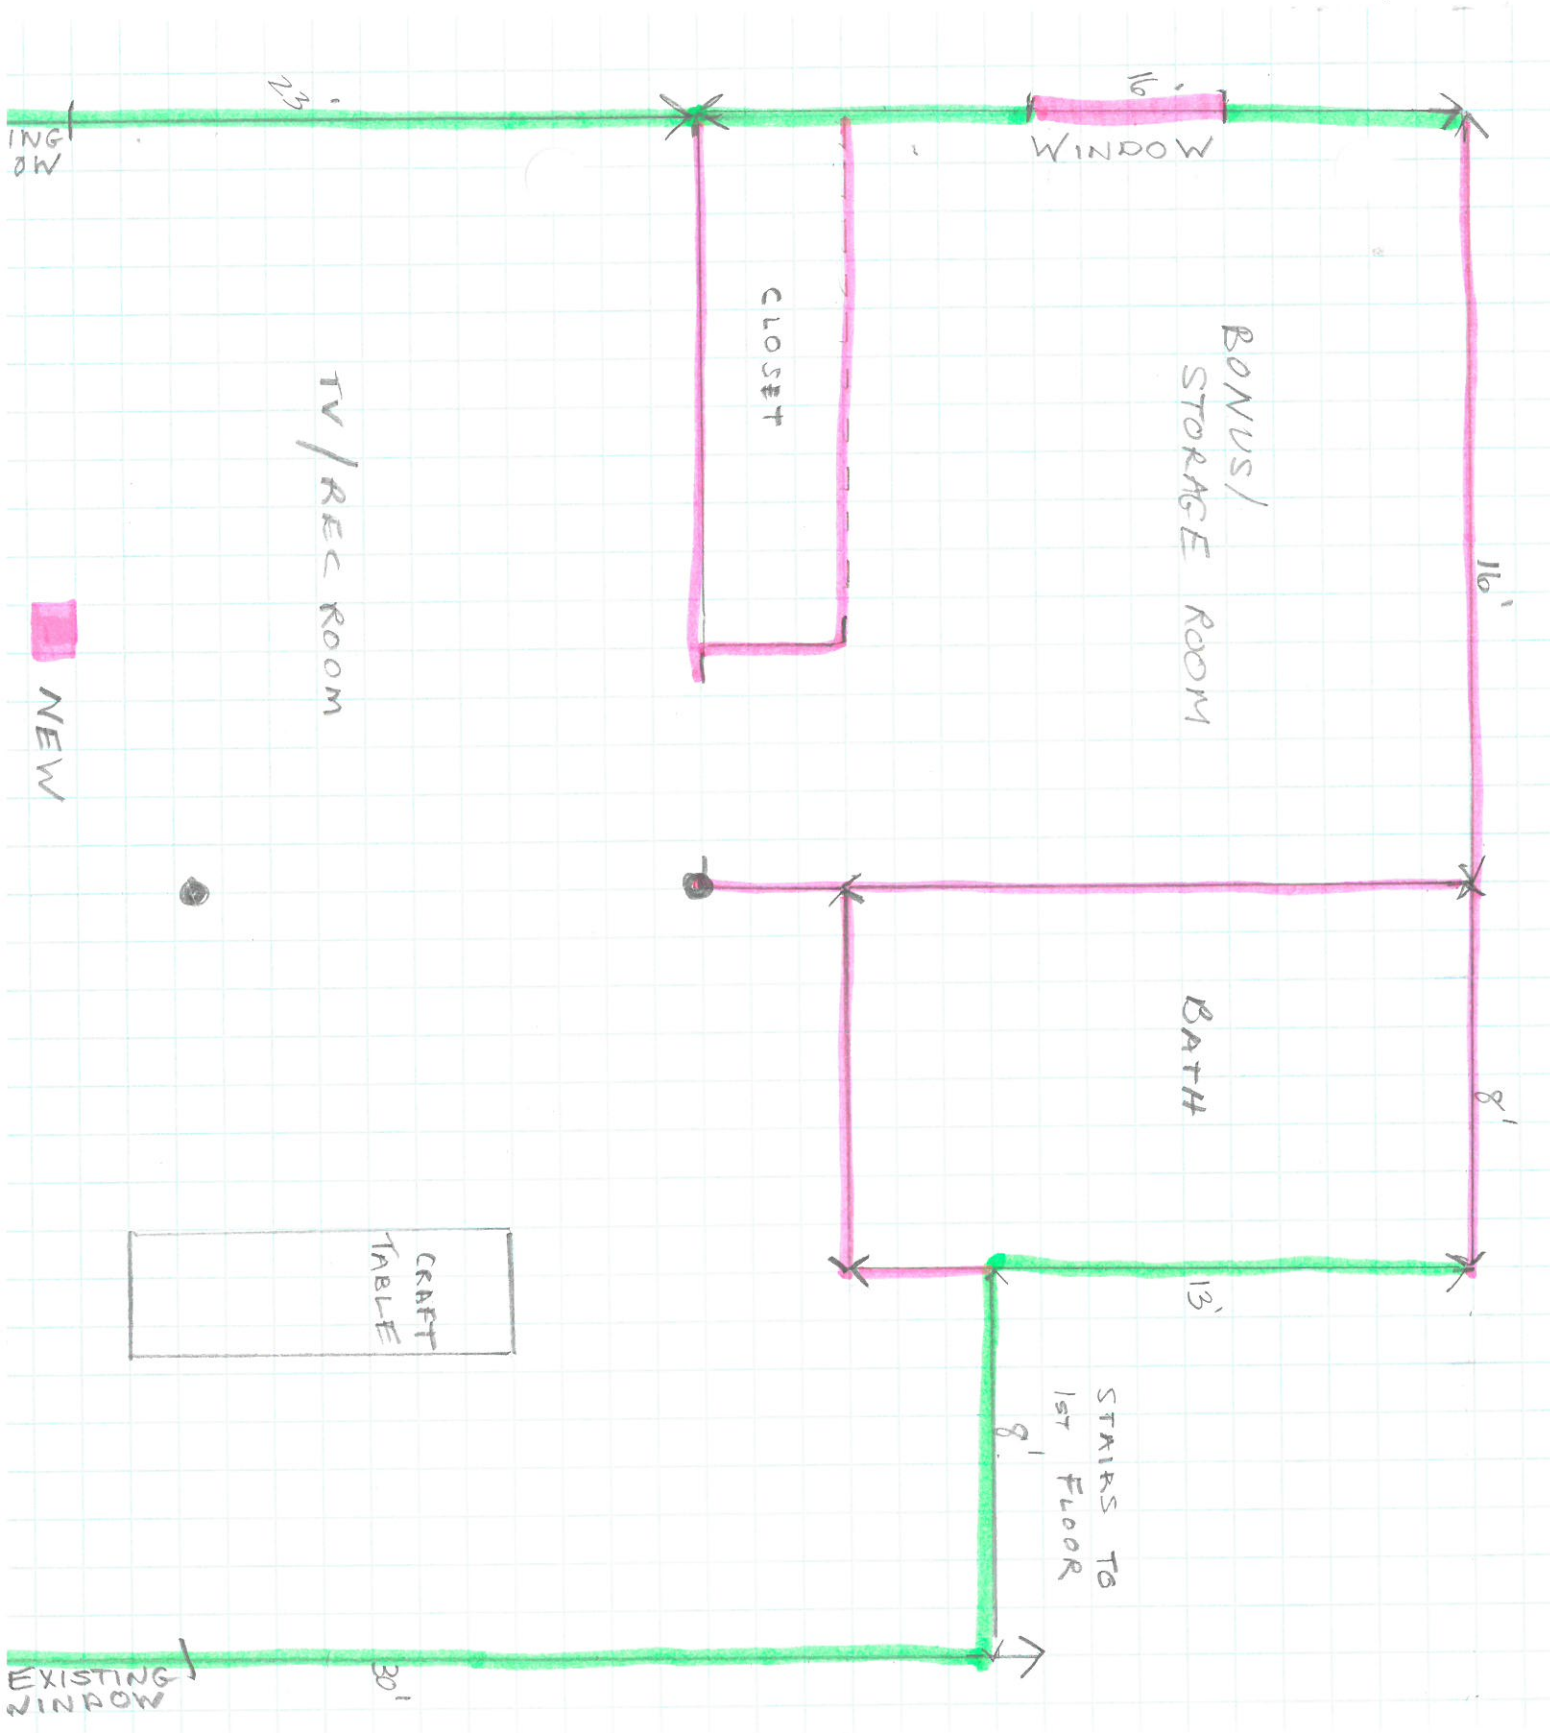 23'
16'
ING
OW
WINDOW
CLOSET
BONUS/
STORAGE ROOM
16'
TV/REC ROOM
NEW
BATH
8'
13'
CRAFT
TABLE
STAIRS TO
1ST FLOOR
8'
30'
EXISTING
WINDOW